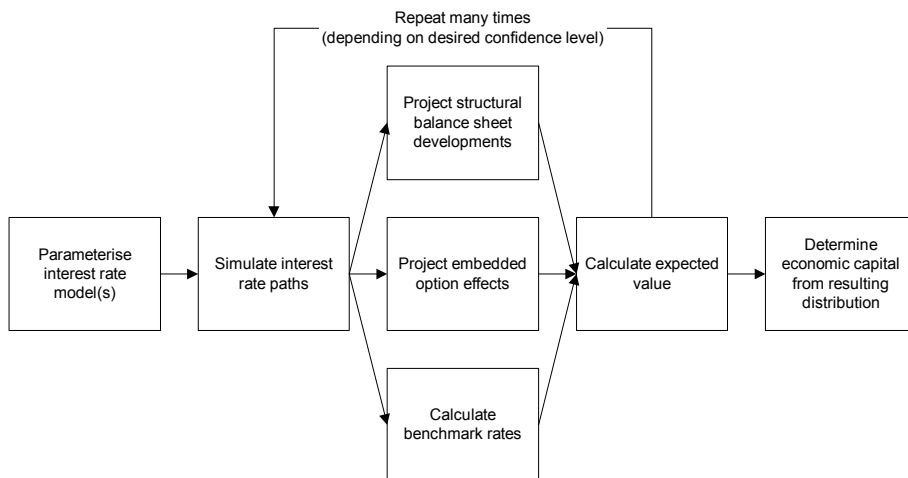 Repeat many times
(depending on desired confidence level)
Project structural
balance sheet
developments
Parameterise
interest rate
model(s)
Simulate interest
rate paths
Project embedded
option effects
Calculate expected
value
Determine
economic capital
from resulting
distribution
Calculate
benchmark rates